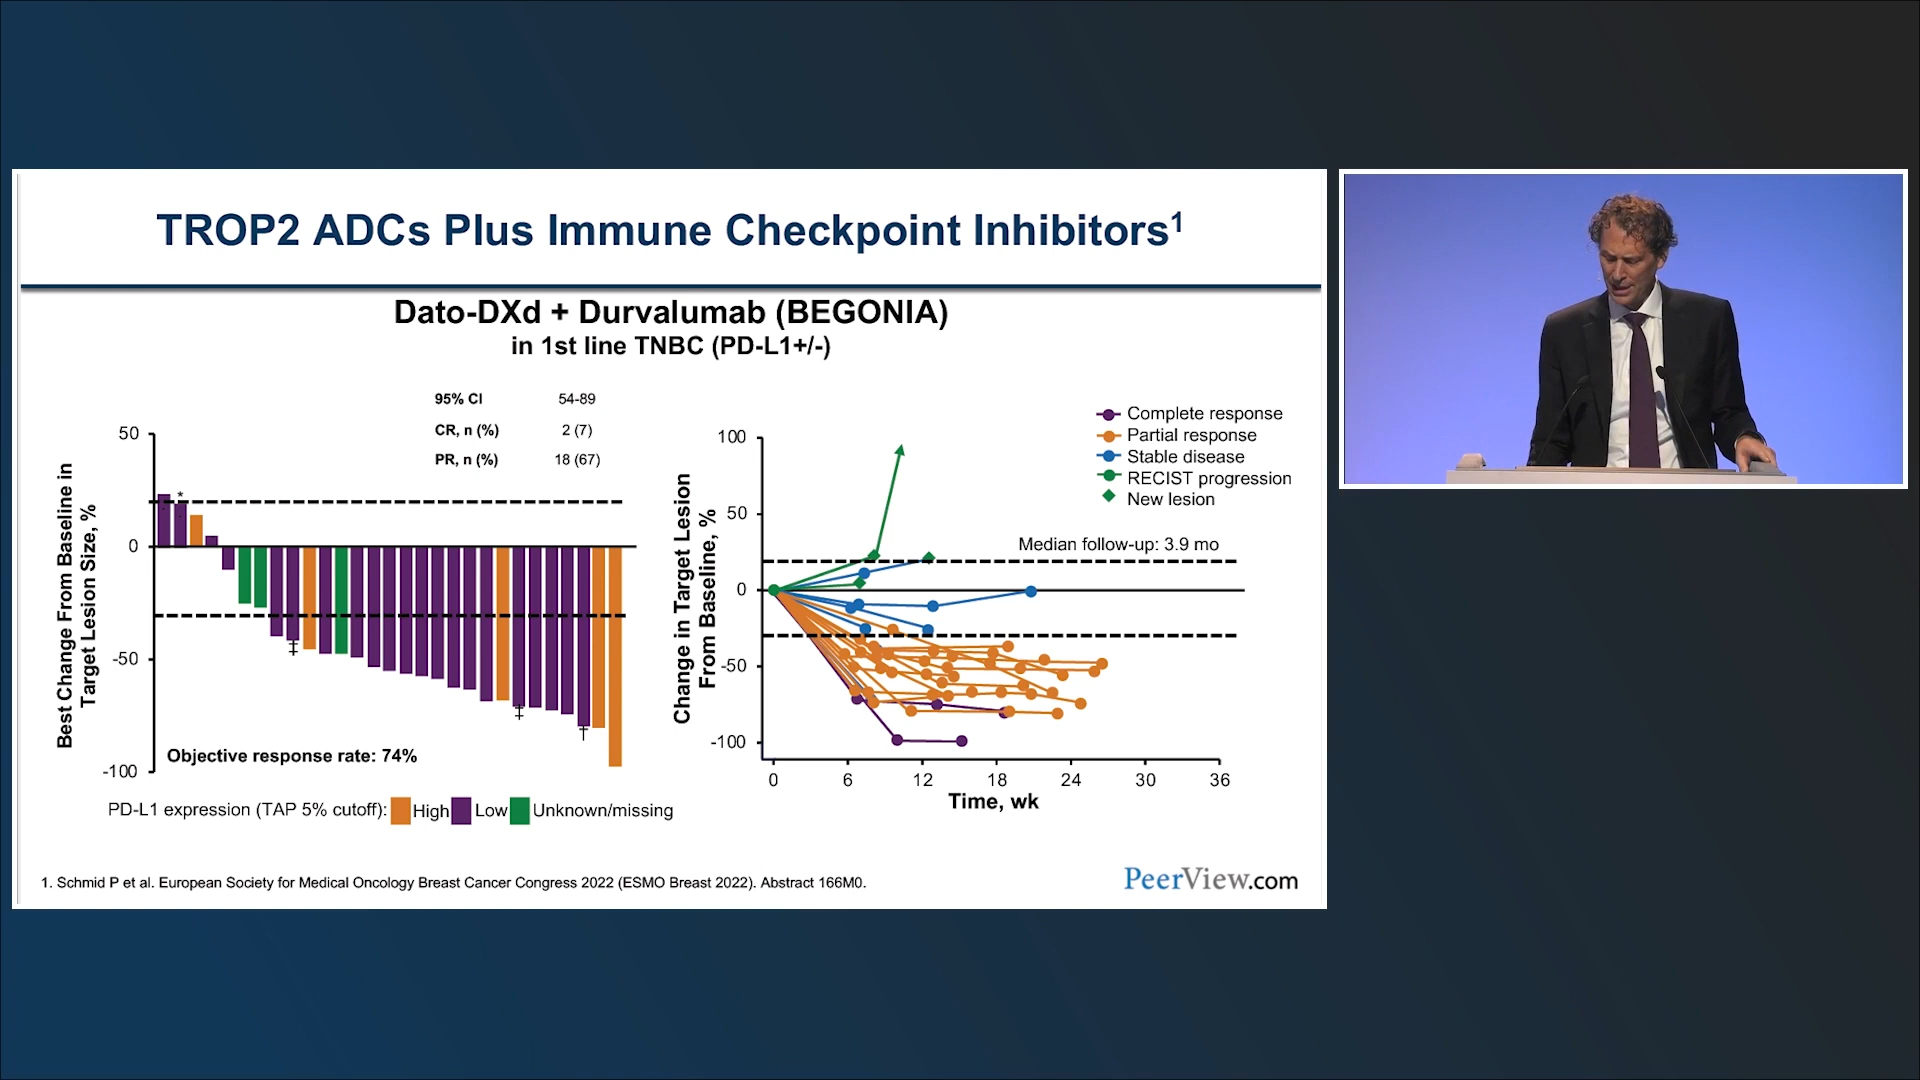 TROP2 ADCs Plus Immune Checkpoint Inhibitors1
Dato-DXd + Durvalumab (BEGONIA)
in 1st line TNBC (PD-L1+/-)
95% CI 54-89
CR, n (%) 2 (7)
PR, n (%) 18 (67)
Best Change From Baseline in
Target Lesion Size, %
50
0
-50
-100
*
‡
‡
†
Objective response rate: 74%
PD-L1 expression (TAP 5% cutoff): High Low Unknown/missing
Change in Target Lesion
From Baseline, %
100
50
0
-50
-100
Complete response
Partial response
Stable disease
RECIST progression
New lesion
Median follow-up: 3.9 mo
0 6 12 18 24 30 36
Time, wk
1. Schmid P et al. European Society for Medical Oncology Breast Cancer Congress 2022 (ESMO Breast 2022). Abstract 166M0.
PeerView.com